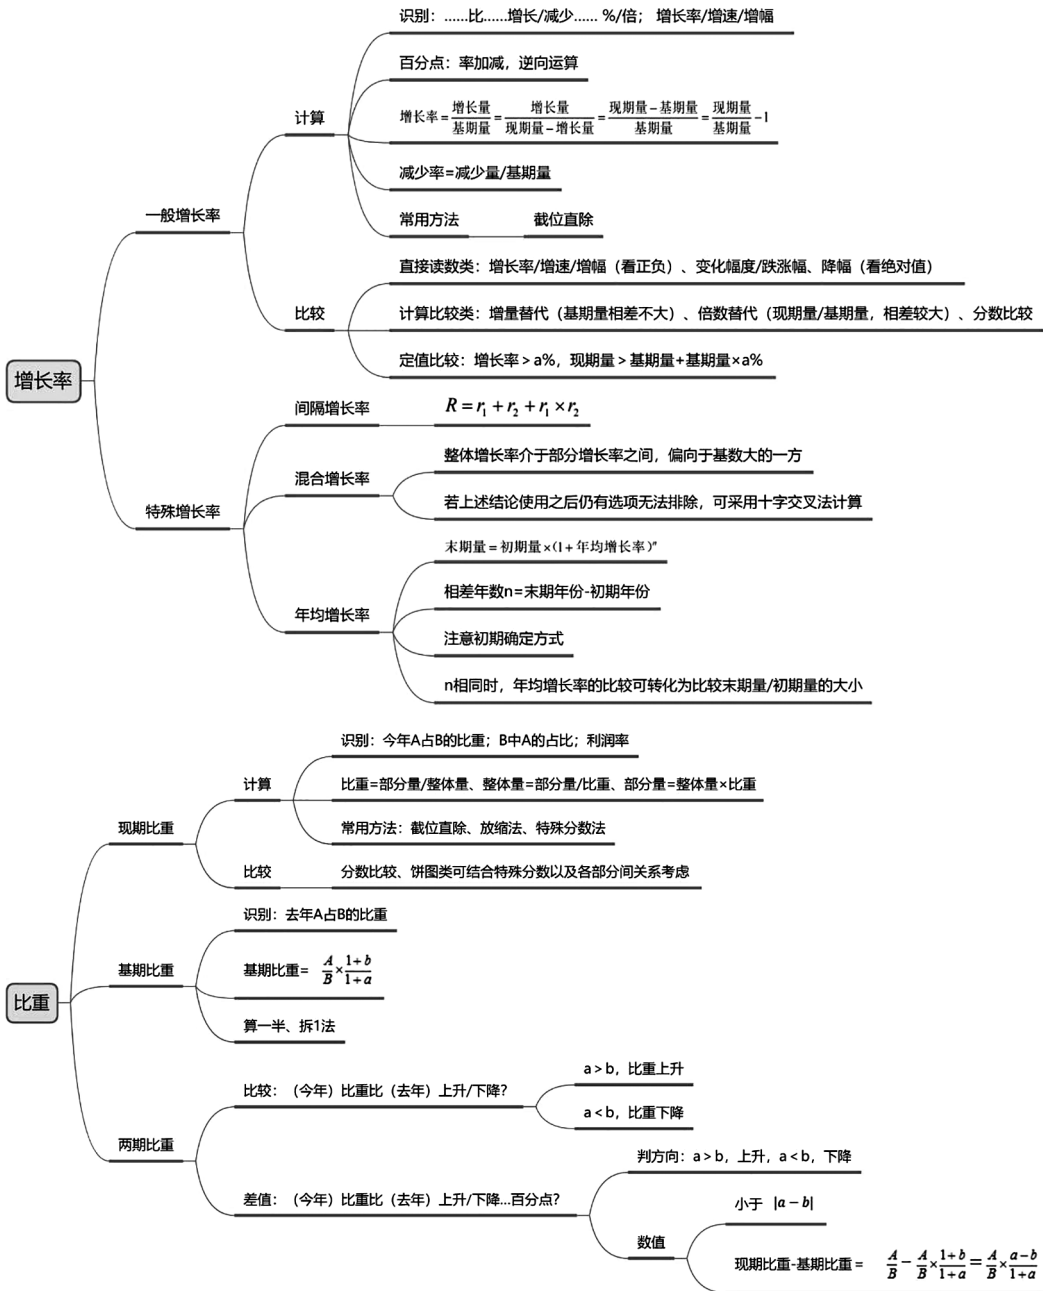 增长率
一般增长率
计算
识别：……比……增长/减少…… %/倍； 增长率/增速/增幅
百分点：率加减，逆向运算
增长率=增长量/基期量=增长量/(现期量-增长量)=(现期量-基期量)/基期量=现期量/基期量-1
减少率=减少量/基期量
常用方法 截位直除
比较
直接读数类：增长率/增速/增幅（看正负）、变化幅度/跌涨幅、降幅（看绝对值）
计算比较类：增量替代（基期量相差不大）、倍数替代（现期量/基期量，相差较大）、分数比较
定值比较：增长率＞a%，现期量＞基期量+基期量×a%
特殊增长率
间隔增长率 R=r₁+r₂+r₁×r₂
混合增长率
整体增长率介于部分增长率之间，偏向于基数大的一方
若上述结论使用之后仍有选项无法排除，可采用十字交叉法计算
年均增长率
末期量=初期量×(1+年均增长率)ⁿ
相差年数n=末期年份-初期年份
注意初期确定方式
n相同时，年均增长率的比较可转化为比较末期量/初期量的大小
比重
现期比重
计算
识别：今年A占B的比重；B中A的占比；利润率
比重=部分量/整体量、整体量=部分量/比重、部分量=整体量×比重
常用方法：截位直除、放缩法、特殊分数法
比较 分数比较、饼图类可结合特殊分数以及各部分间关系考虑
基期比重
识别：去年A占B的比重
基期比重= A/B×(1+b)/(1+a)
算一半、拆1法
两期比重
比较：（今年）比重比（去年）上升/下降？
a＞b，比重上升
a＜b，比重下降
差值：（今年）比重比（去年）上升/下降...百分点？
判方向：a＞b，上升，a＜b，下降
数值
小于 |a-b|
现期比重-基期比重= A/B-A/B×(1+b)/(1+a)=A/B×(a-b)/(1+a)